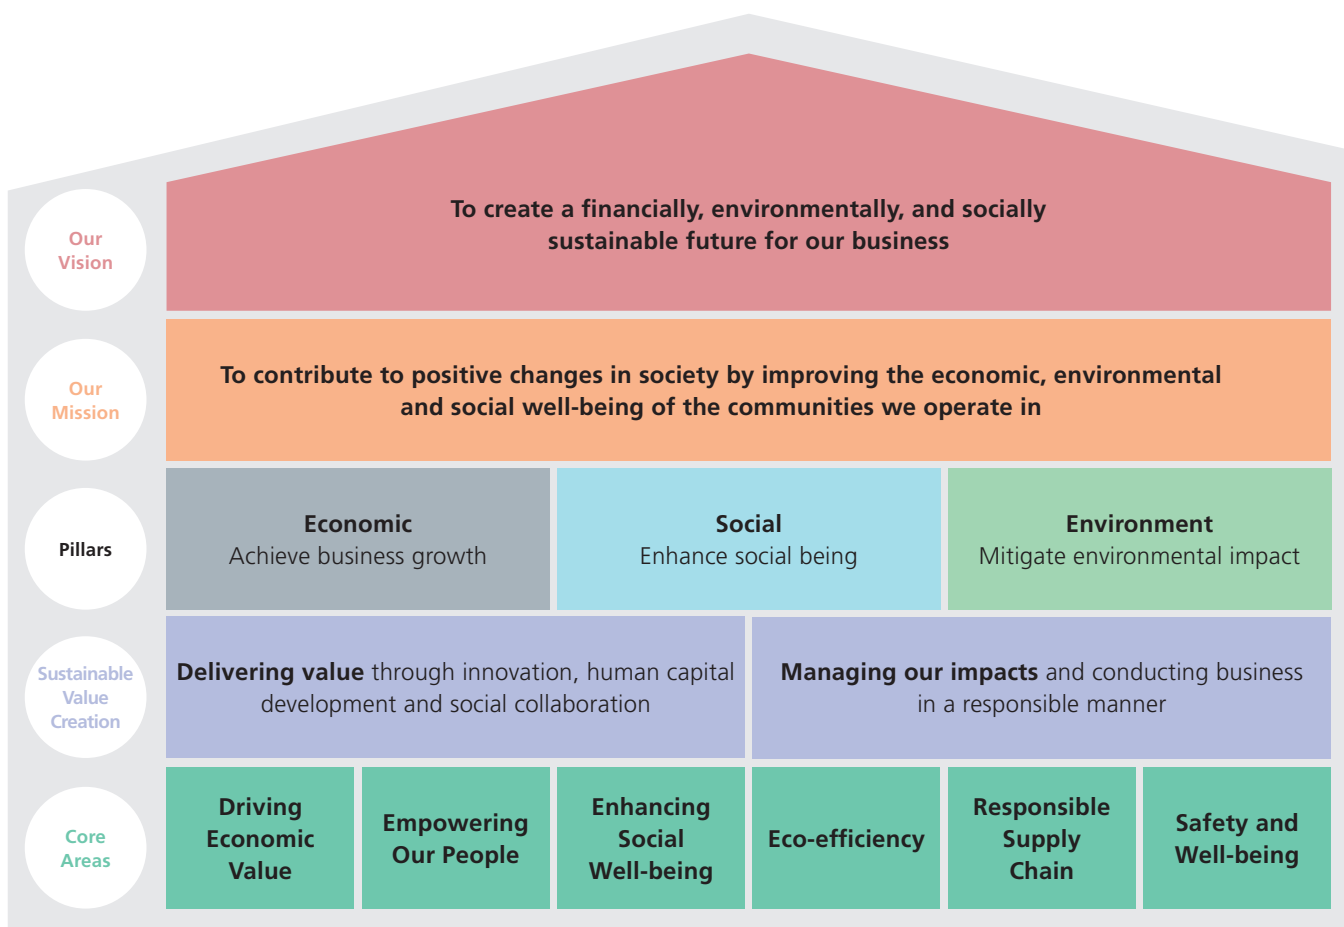 Our
Vision
To create a financially, environmentally, and socially
sustainable future for our business
Our
Mission
To contribute to positive changes in society by improving the economic, environmental
and social well-being of the communities we operate in
Pillars
Economic
Achieve business growth
Social
Enhance social being
Environment
Mitigate environmental impact
Sustainable
Value
Creation
Delivering value through innovation, human capital
development and social collaboration
Managing our impacts and conducting business
in a responsible manner
Core
Areas
Driving
Economic
Value
Empowering
Our People
Enhancing
Social
Well-being
Eco-efficiency
Responsible
Supply
Chain
Safety and
Well-being